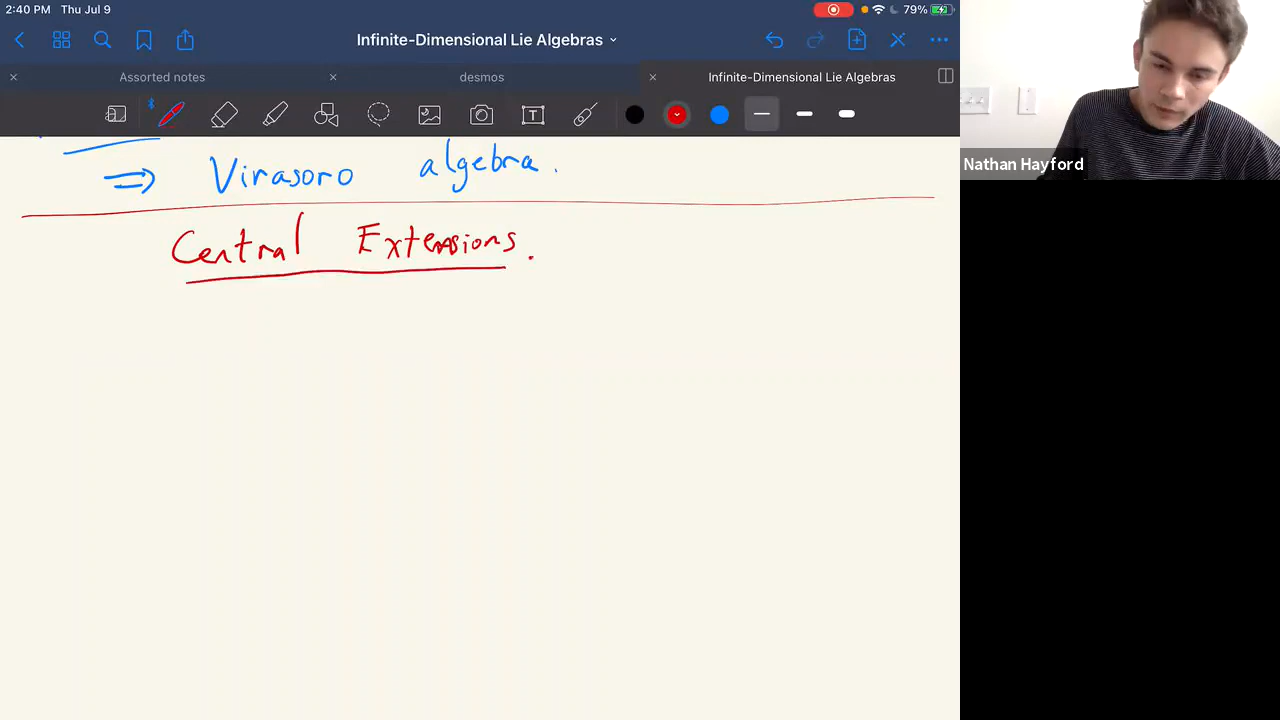 2:40 PM Thu Jul 9
79%
Infinite-Dimensional Lie Algebras
Assorted notes
desmos
Infinite-Dimensional Lie Algebras
T
⇒ Virasoro algebra.
Central Extensions.
Nathan Hayford